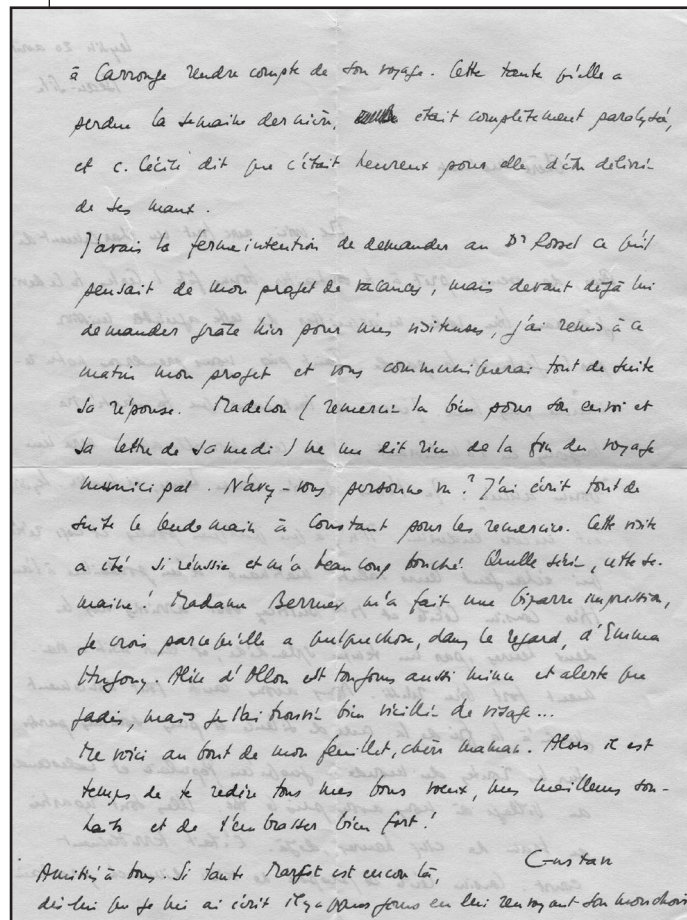 à Carrouge rendre compte de son voyage. Cette tante qu'elle a
perdue la semaine dernière, était complètement paralysée,
et c. Cécile dit que c'était heureux pour elle d'être délivrée
de ses maux.
J'avais la ferme intention de demander au Dr Rosset ce qu'il
pensait de mon projet de vacances, mais devant déjà lui
demander grâce hier pour mes visiteuses, j'ai remis à ce
matin mon projet et vous communiquerai tout de suite
sa réponse. Madelon (remercie la bien pour son envoi et
sa lettre de samedi) ne me dit rien de la fin du voyage
municipal. N'avez-vous personne vu? J'ai écrit tout de
suite le lendemain à Constant pour les remercier. Cette visite
a été si réussie et m'a beaucoup touché. Quelle série, cette se-
maine! Madame Bernier m'a fait une bizarre impression,
je crois parce qu'elle a quelque chose, dans le regard, d'Emma
Hugony. Alice d'Ollon est toujours aussi mince et alerte que
jadis, mais je l'ai trouvée bien vieillie de visage...
Me voici au bout de mon feuillet, chère maman. Alors il est
temps de te redire tous mes bons voeux, mes meilleurs sou-
haits et de t'embrasser bien fort!
Gustave
Amitiés à tous. Si tante Margot est encore là,
dis-lui que je lui ai écrit il y a jours en lui renvoyant son mouchoir